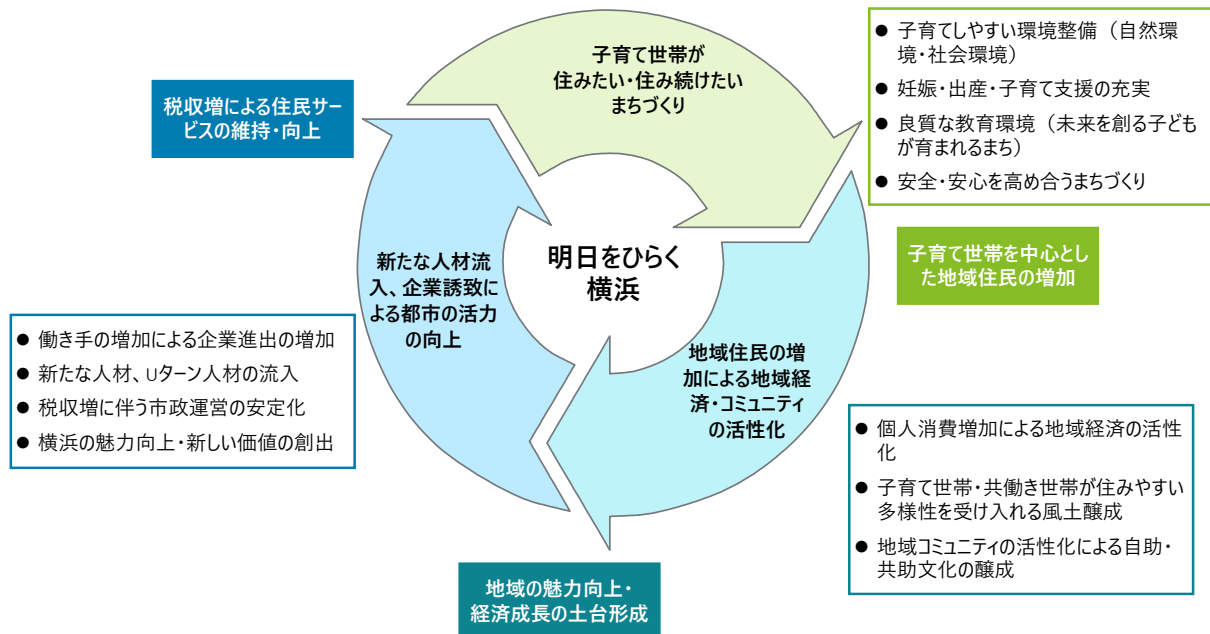 子育て世帯が
住みたい・住み続けたい
まちづくり
● 子育てしやすい環境整備（自然環
境・社会環境）
● 妊娠・出産・子育て支援の充実
● 良質な教育環境（未来を創る子ども
が育まれるまち）
● 安全・安心を高め合うまちづくり
税収増による住民サー
ビスの維持・向上
子育て世帯を中心とし
た地域住民の増加
明日をひらく
横浜
新たな人材流
入、企業誘致によ
る都市の活力
の向上
● 働き手の増加による企業進出の増加
● 新たな人材、Uターン人材の流入
● 税収増に伴う市政運営の安定化
● 横浜の魅力向上・新しい価値の創出
地域住民の増
加による地域経
済・コミュニティ
の活性化
● 個人消費増加による地域経済の活性
化
● 子育て世帯・共働き世帯が住みやすい
多様性を受け入れる風土醸成
● 地域コミュニティの活性化による自助・
共助文化の醸成
地域の魅力向上・
経済成長の土台形成